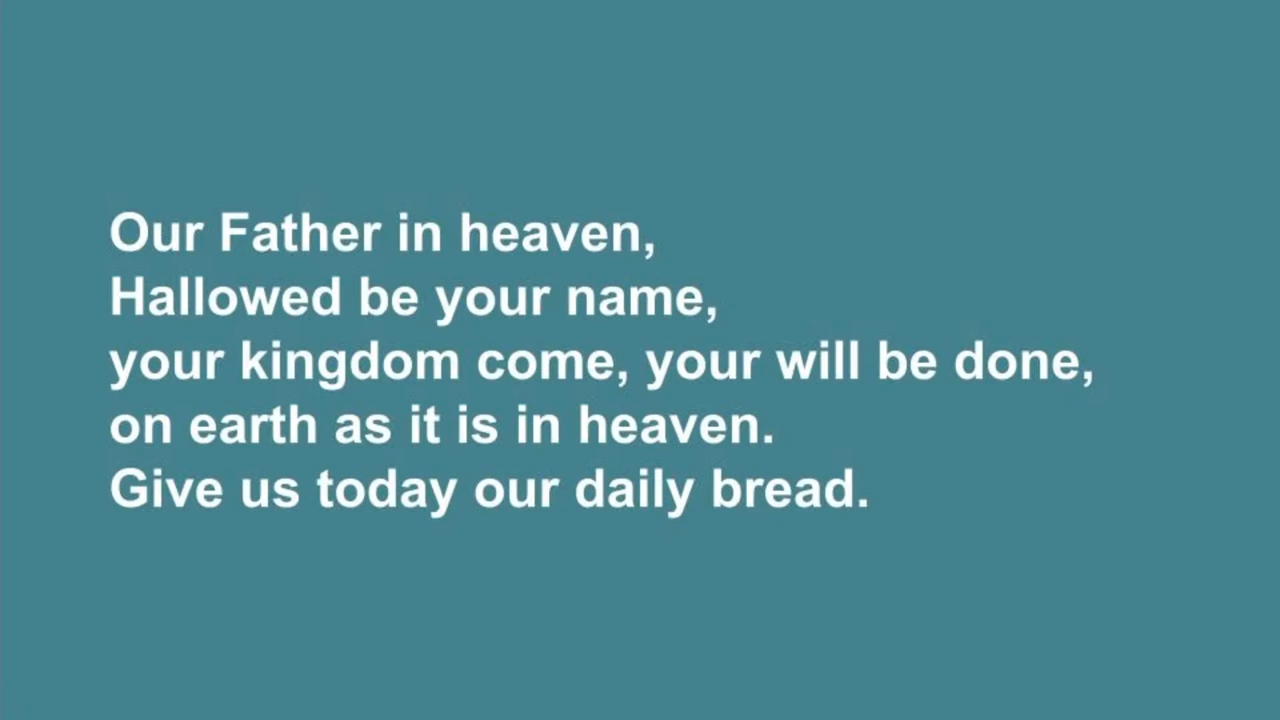 Our Father in heaven,
Hallowed be your name,
your kingdom come, your will be done,
on earth as it is in heaven.
Give us today our daily bread.